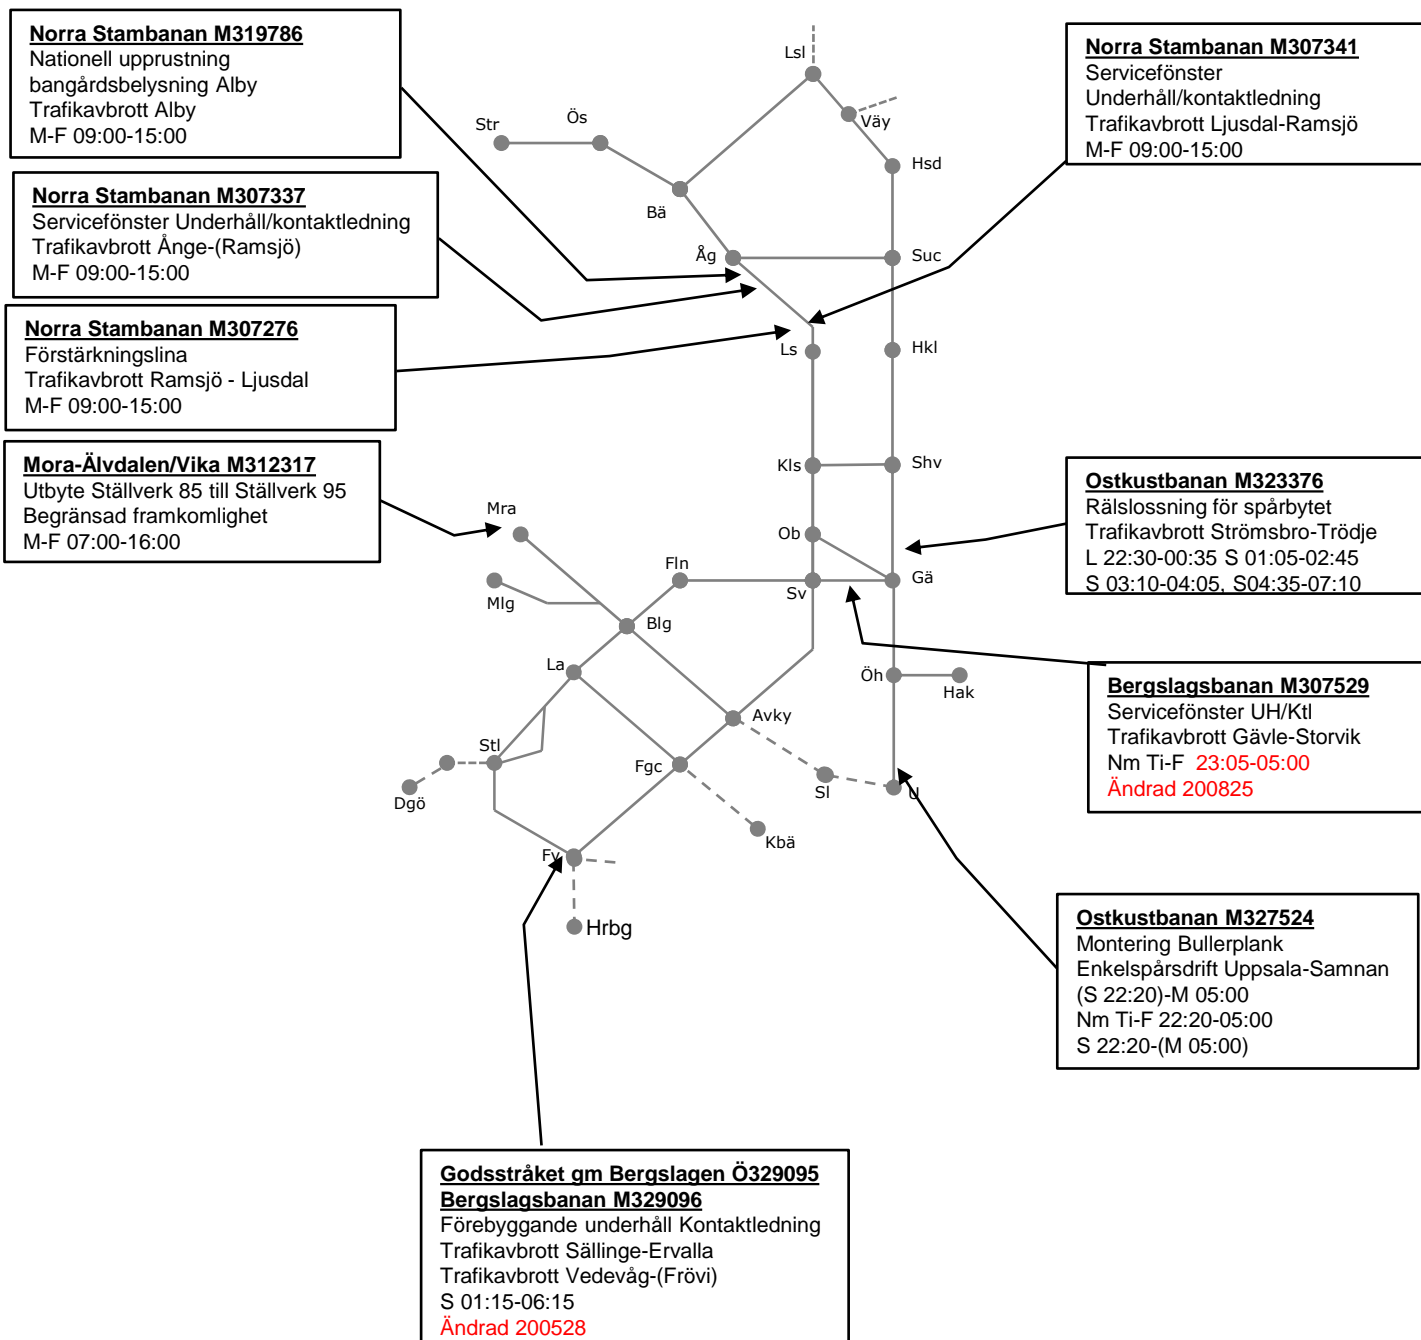 Norra Stambanan M319786
Nationell upprustning
bangårdsbelysning Alby
Trafikavbrott Alby
M-F 09:00-15:00
Norra Stambanan M307337
Servicefönster Underhåll/kontaktledning
Trafikavbrott Ånge-(Ramsjö)
M-F 09:00-15:00
Norra Stambanan M307276
Förstärkningslina
Trafikavbrott Ramsjö - Ljusdal
M-F 09:00-15:00
Mora-Älvdalen/Vika M312317
Utbyte Ställverk 85 till Ställverk 95
Begränsad framkomlighet
M-F 07:00-16:00
Norra Stambanan M307341
Servicefönster
Underhåll/kontaktledning
Trafikavbrott Ljusdal-Ramsjö
M-F 09:00-15:00
Ostkustbanan M323376
Rälslossning för spårbytet
Trafikavbrott Strömsbro-Trödje
L 22:30-00:35 S 01:05-02:45
S 03:10-04:05, S04:35-07:10
Bergslagsbanan M307529
Servicefönster UH/Ktl
Trafikavbrott Gävle-Storvik
Nm Ti-F 23:05-05:00
Ändrad 200825
Ostkustbanan M327524
Montering Bullerplank
Enkelspårsdrift Uppsala-Samnan
(S 22:20)-M 05:00
Nm Ti-F 22:20-05:00
S 22:20-(M 05:00)
Godsstråket gm Bergslagen Ö329095
Bergslagsbanan M329096
Förebyggande underhåll Kontaktledning
Trafikavbrott Sällinge-Ervalla
Trafikavbrott Vedevåg-(Frövi)
S 01:15-06:15
Ändrad 200528
Lsl
Väy
Str
Ös
Hsd
Bä
Åg
Suc
Ls
Hkl
Kls
Shv
Mra
Ob
Fln
Gä
Mlg
Sv
Blg
La
Öh
Hak
Avky
Stl
Fgc
Sl
U
Dgö
Kbä
Fv
Hrbg